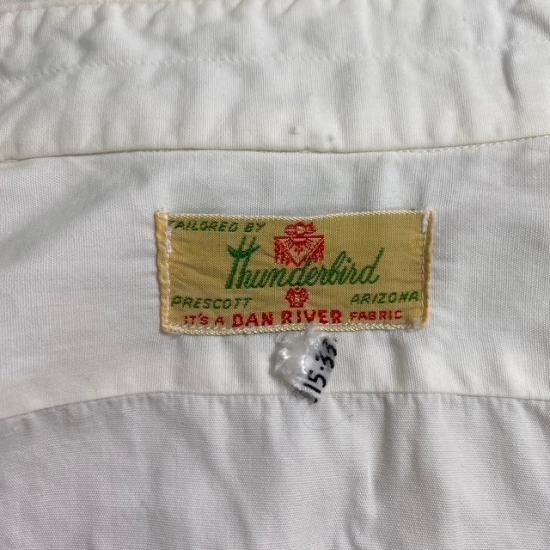 TAILORED BY
Thunderbird
PRESCOTT ARIZONA
IT'S A DAN RIVER FABRIC
15·33